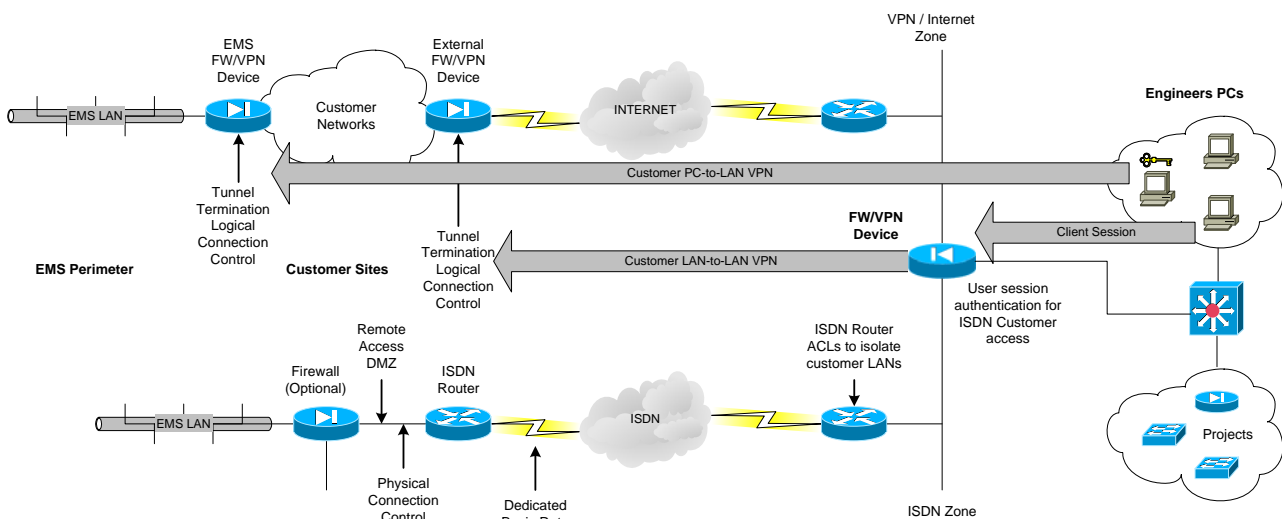 VPN / Internet
Zone
EMS
FW/VPN
Device
External
FW/VPN
Device
Customer
Networks
INTERNET
Engineers PCs
EMS LAN
Customer PC-to-LAN VPN
Tunnel
Termination
Logical
Connection
Control
Tunnel
Termination
Logical
Connection
Control
FW/VPN
Device
Client Session
EMS Perimeter
Customer Sites
Customer LAN-to-LAN VPN
User session
authentication for
ISDN Customer
access
Remote
Access
DMZ
ISDN Router
ACLs to isolate
customer LANs
Firewall
(Optional)
ISDN
Router
EMS LAN
ISDN
Projects
Physical
Connection
Control
Dedicated
ISDN Zone